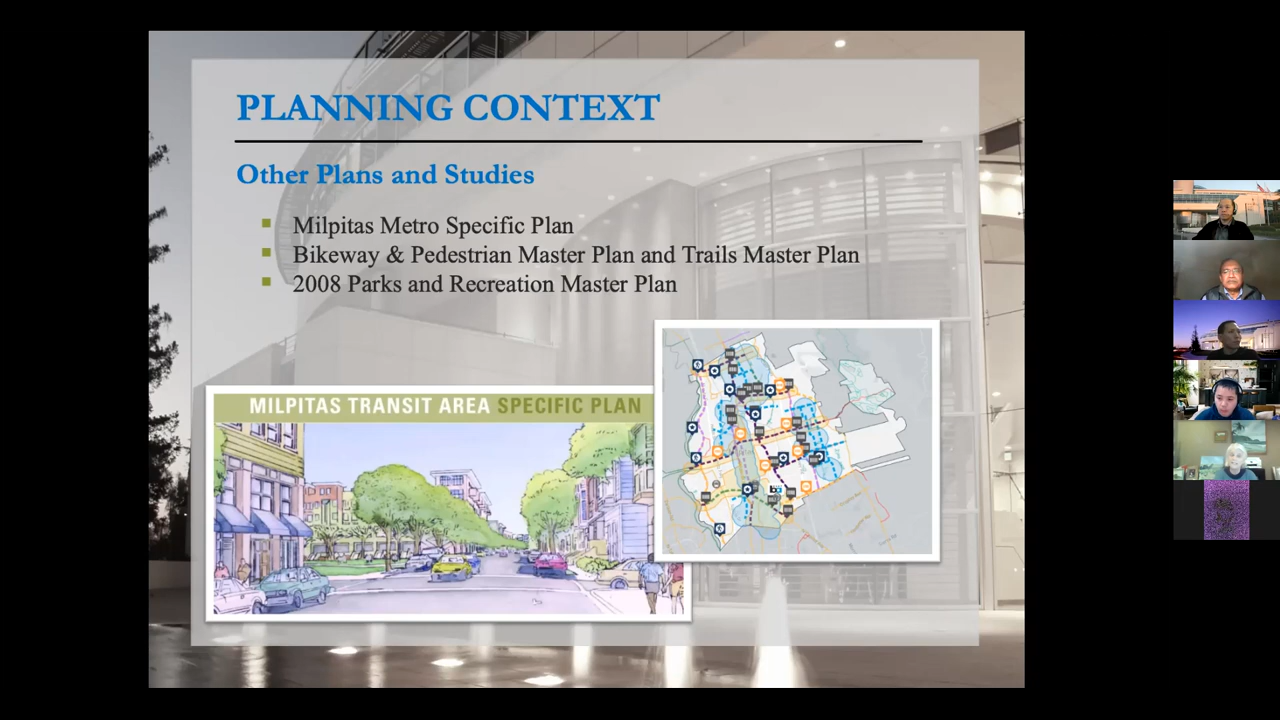 PLANNING CONTEXT
Other Plans and Studies
Milpitas Metro Specific Plan
Bikeway & Pedestrian Master Plan and Trails Master Plan
2008 Parks and Recreation Master Plan
MILPITAS TRANSIT AREA SPECIFIC PLAN